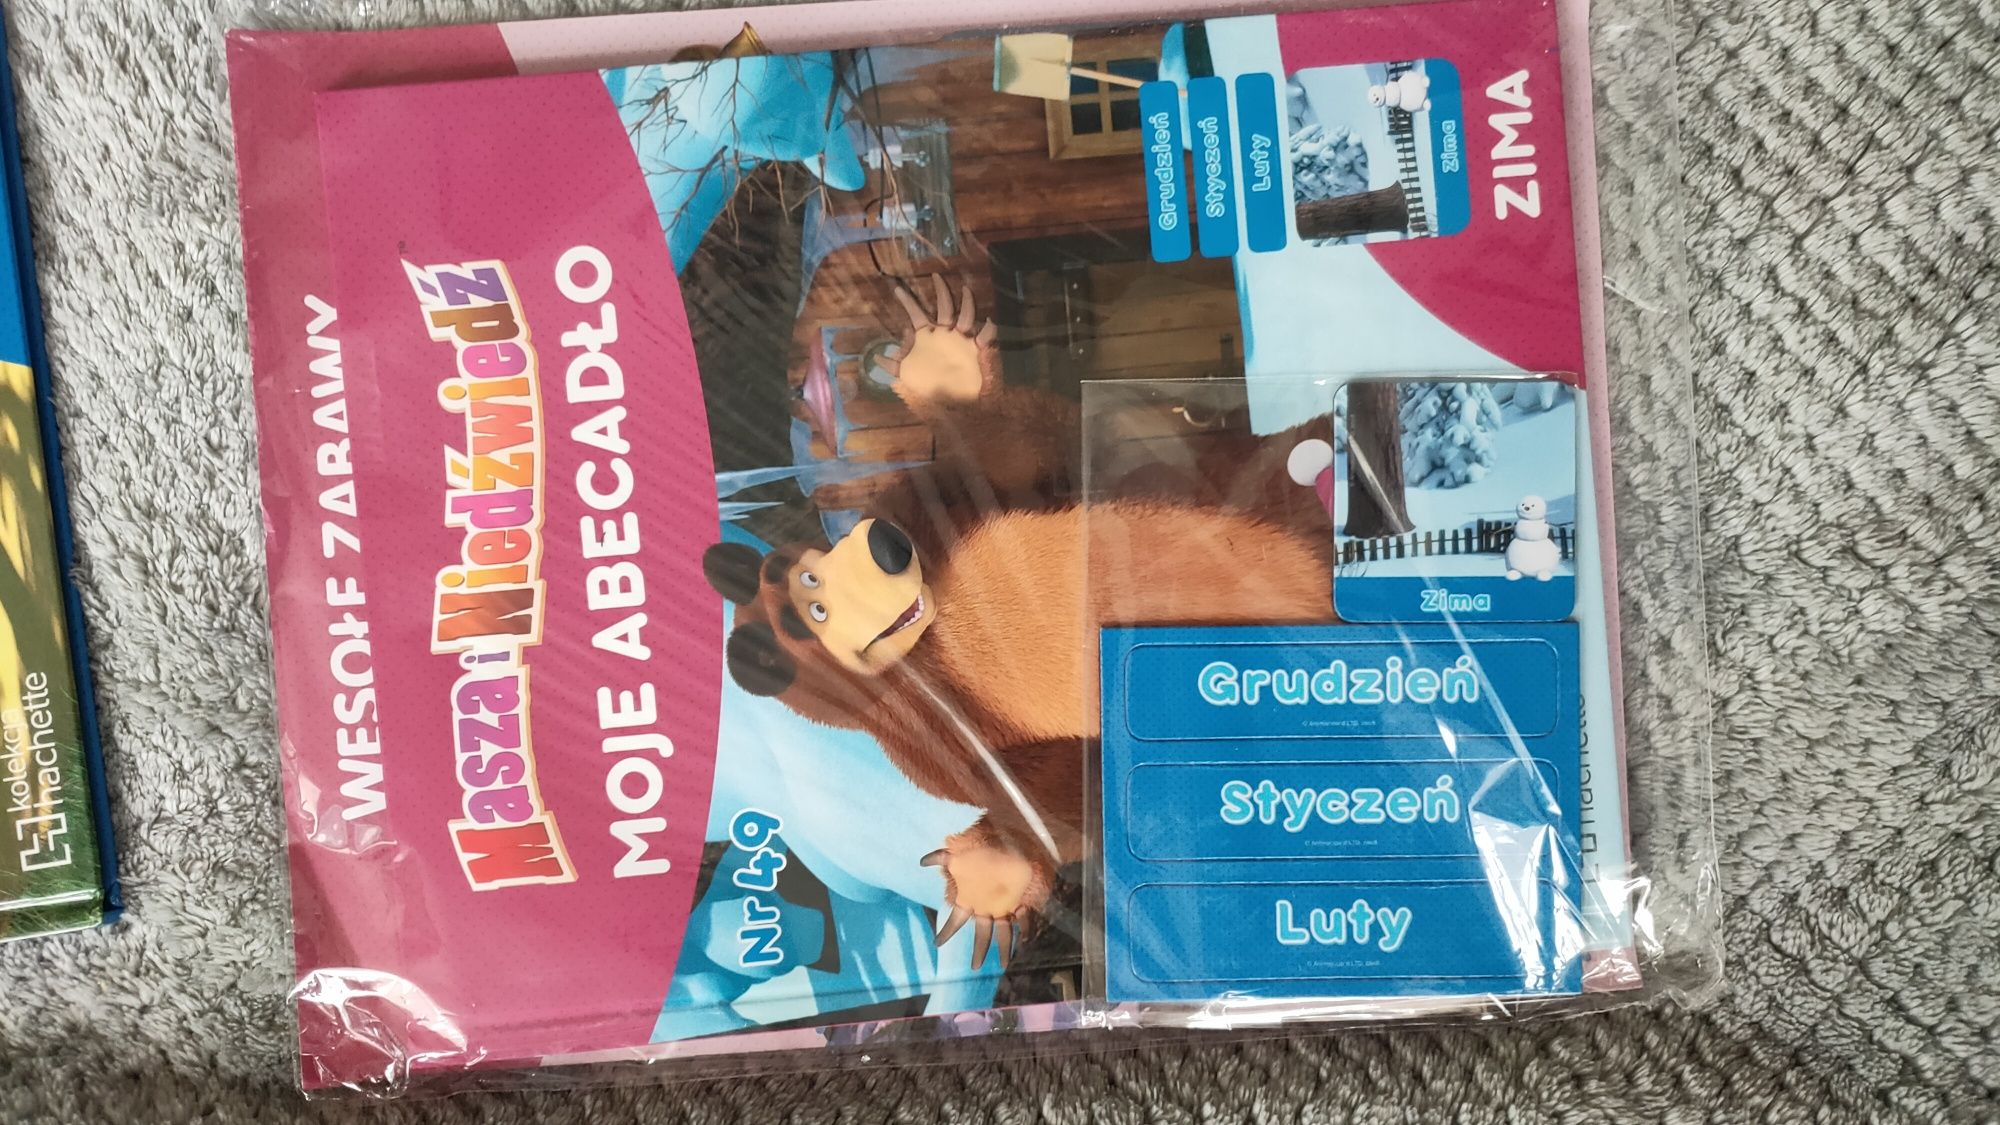 WESOŁE ZABAWY
Masza i Niedźwiedź
MOJE ABECADŁO
Nr 49
Grudzień
Styczeń
Luty
Zima
ZIMA
Zima
Grudzień
Styczeń
Luty
hachette
kolekcja
hachette